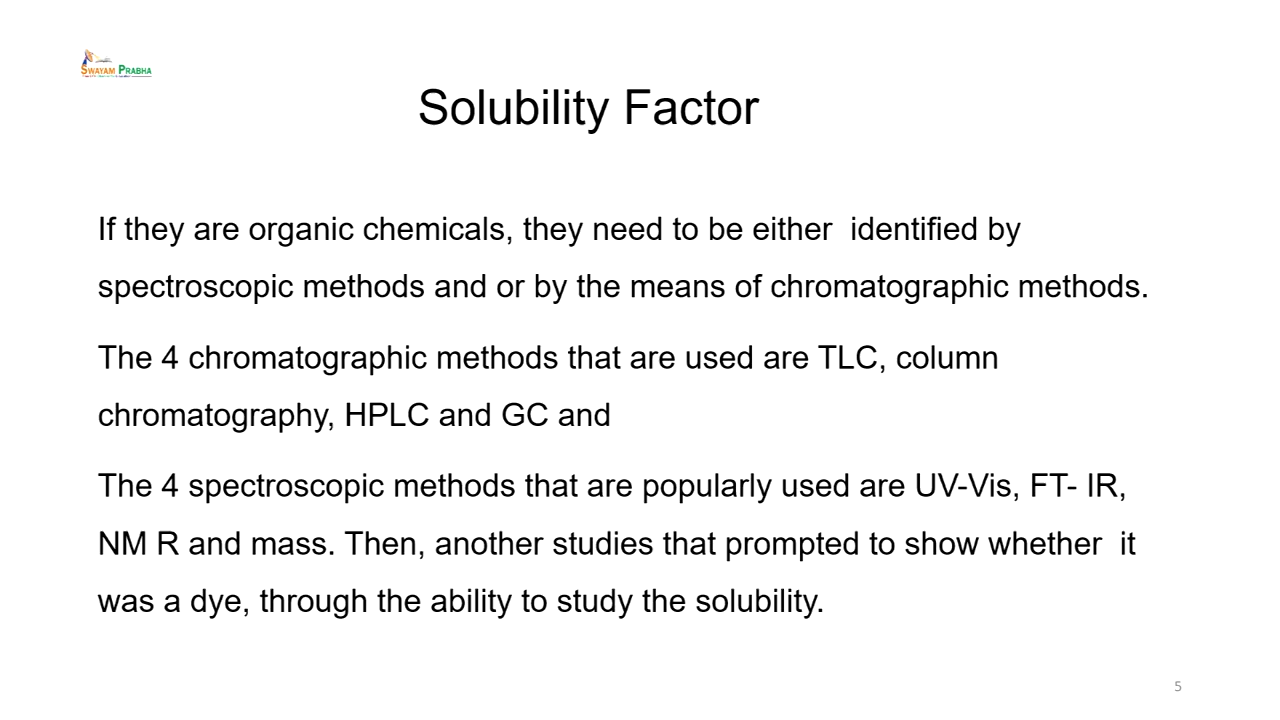 SWAYAM PRABHA
Solubility Factor
If they are organic chemicals, they need to be either  identified by
spectroscopic methods and or by the means of chromatographic methods.
The 4 chromatographic methods that are used are TLC, column
chromatography, HPLC and GC and
The 4 spectroscopic methods that are popularly used are UV-Vis, FT- IR,
NM R and mass. Then, another studies that prompted to show whether  it
was a dye, through the ability to study the solubility.
5